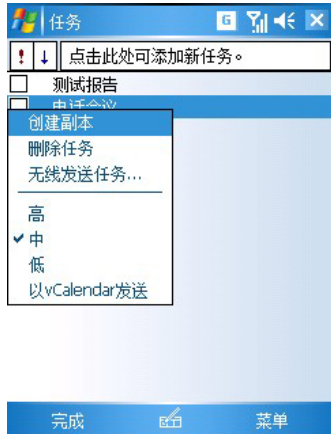 任务
G
! ↓ 点击此处可添加新任务。
测试报告
电话会议
创建副本
删除任务
无线发送任务...
高
中
低
以vCalendar发送
完成 菜单